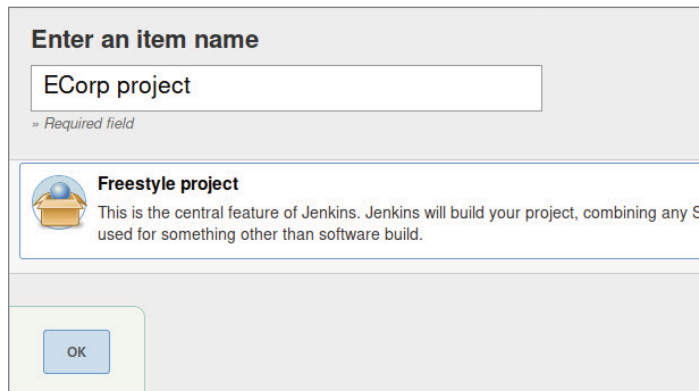 Enter an item name
ECorp project
» Required field
Freestyle project
This is the central feature of Jenkins. Jenkins will build your project, combining any S
used for something other than software build.
OK